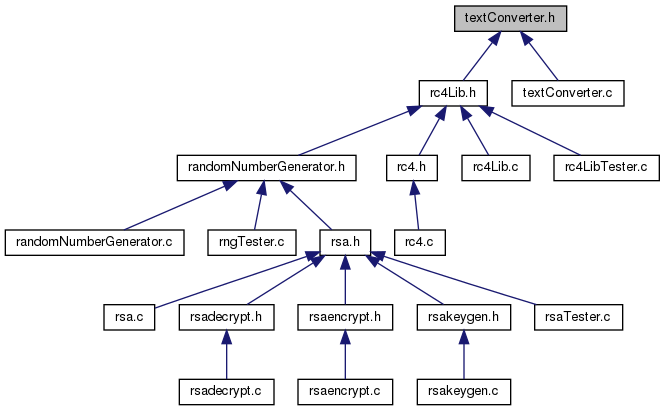 textConverter.h
rc4Lib.h
textConverter.c
randomNumberGenerator.h
rc4.h
rc4Lib.c
rc4LibTester.c
randomNumberGenerator.c
rngTester.c
rsa.h
rc4.c
rsa.c
rsadecrypt.h
rsaencrypt.h
rsakeygen.h
rsaTester.c
rsadecrypt.c
rsaencrypt.c
rsakeygen.c